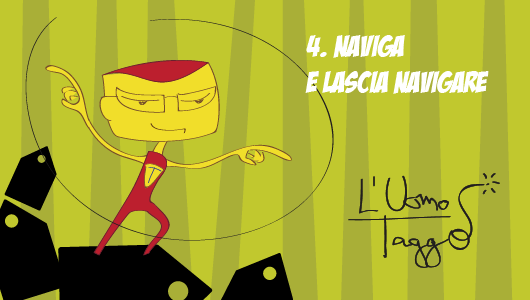 4. NAVIGA
E LASCIA NAVIGARE
L'Uomo
Taggo
T